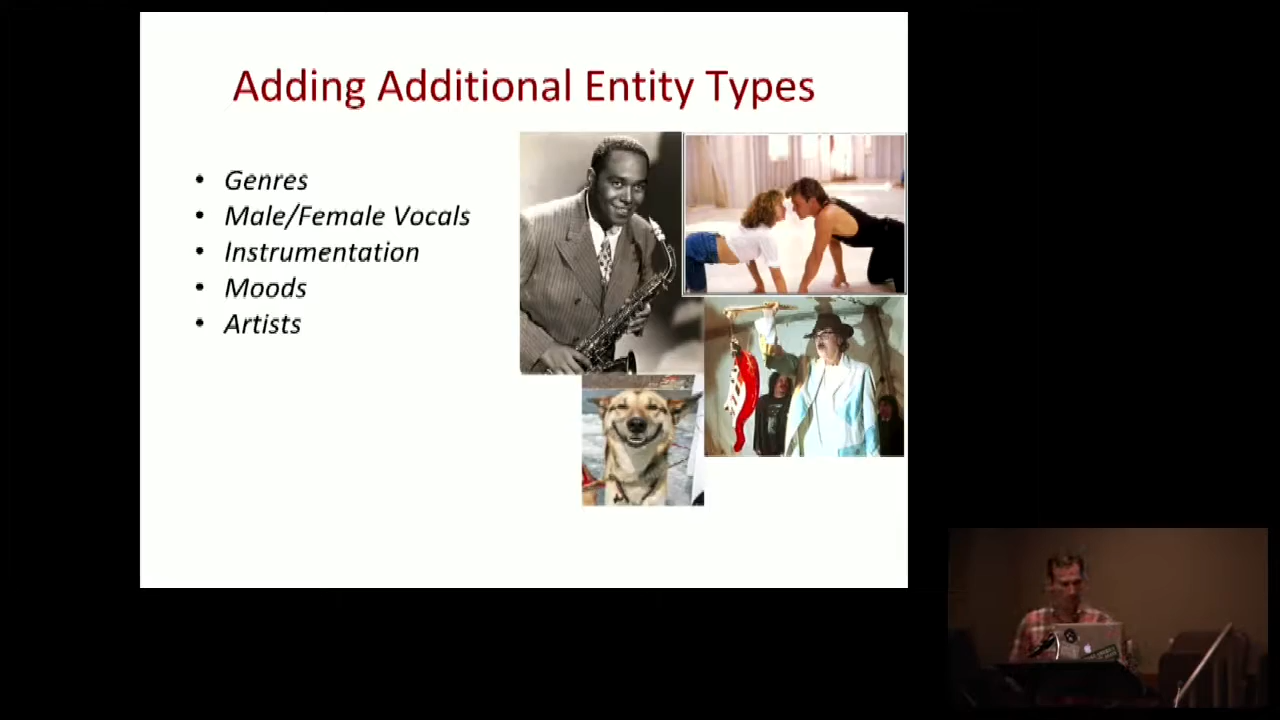 Adding Additional Entity Types
• Genres
• Male/Female Vocals
• Instrumentation
• Moods
• Artists